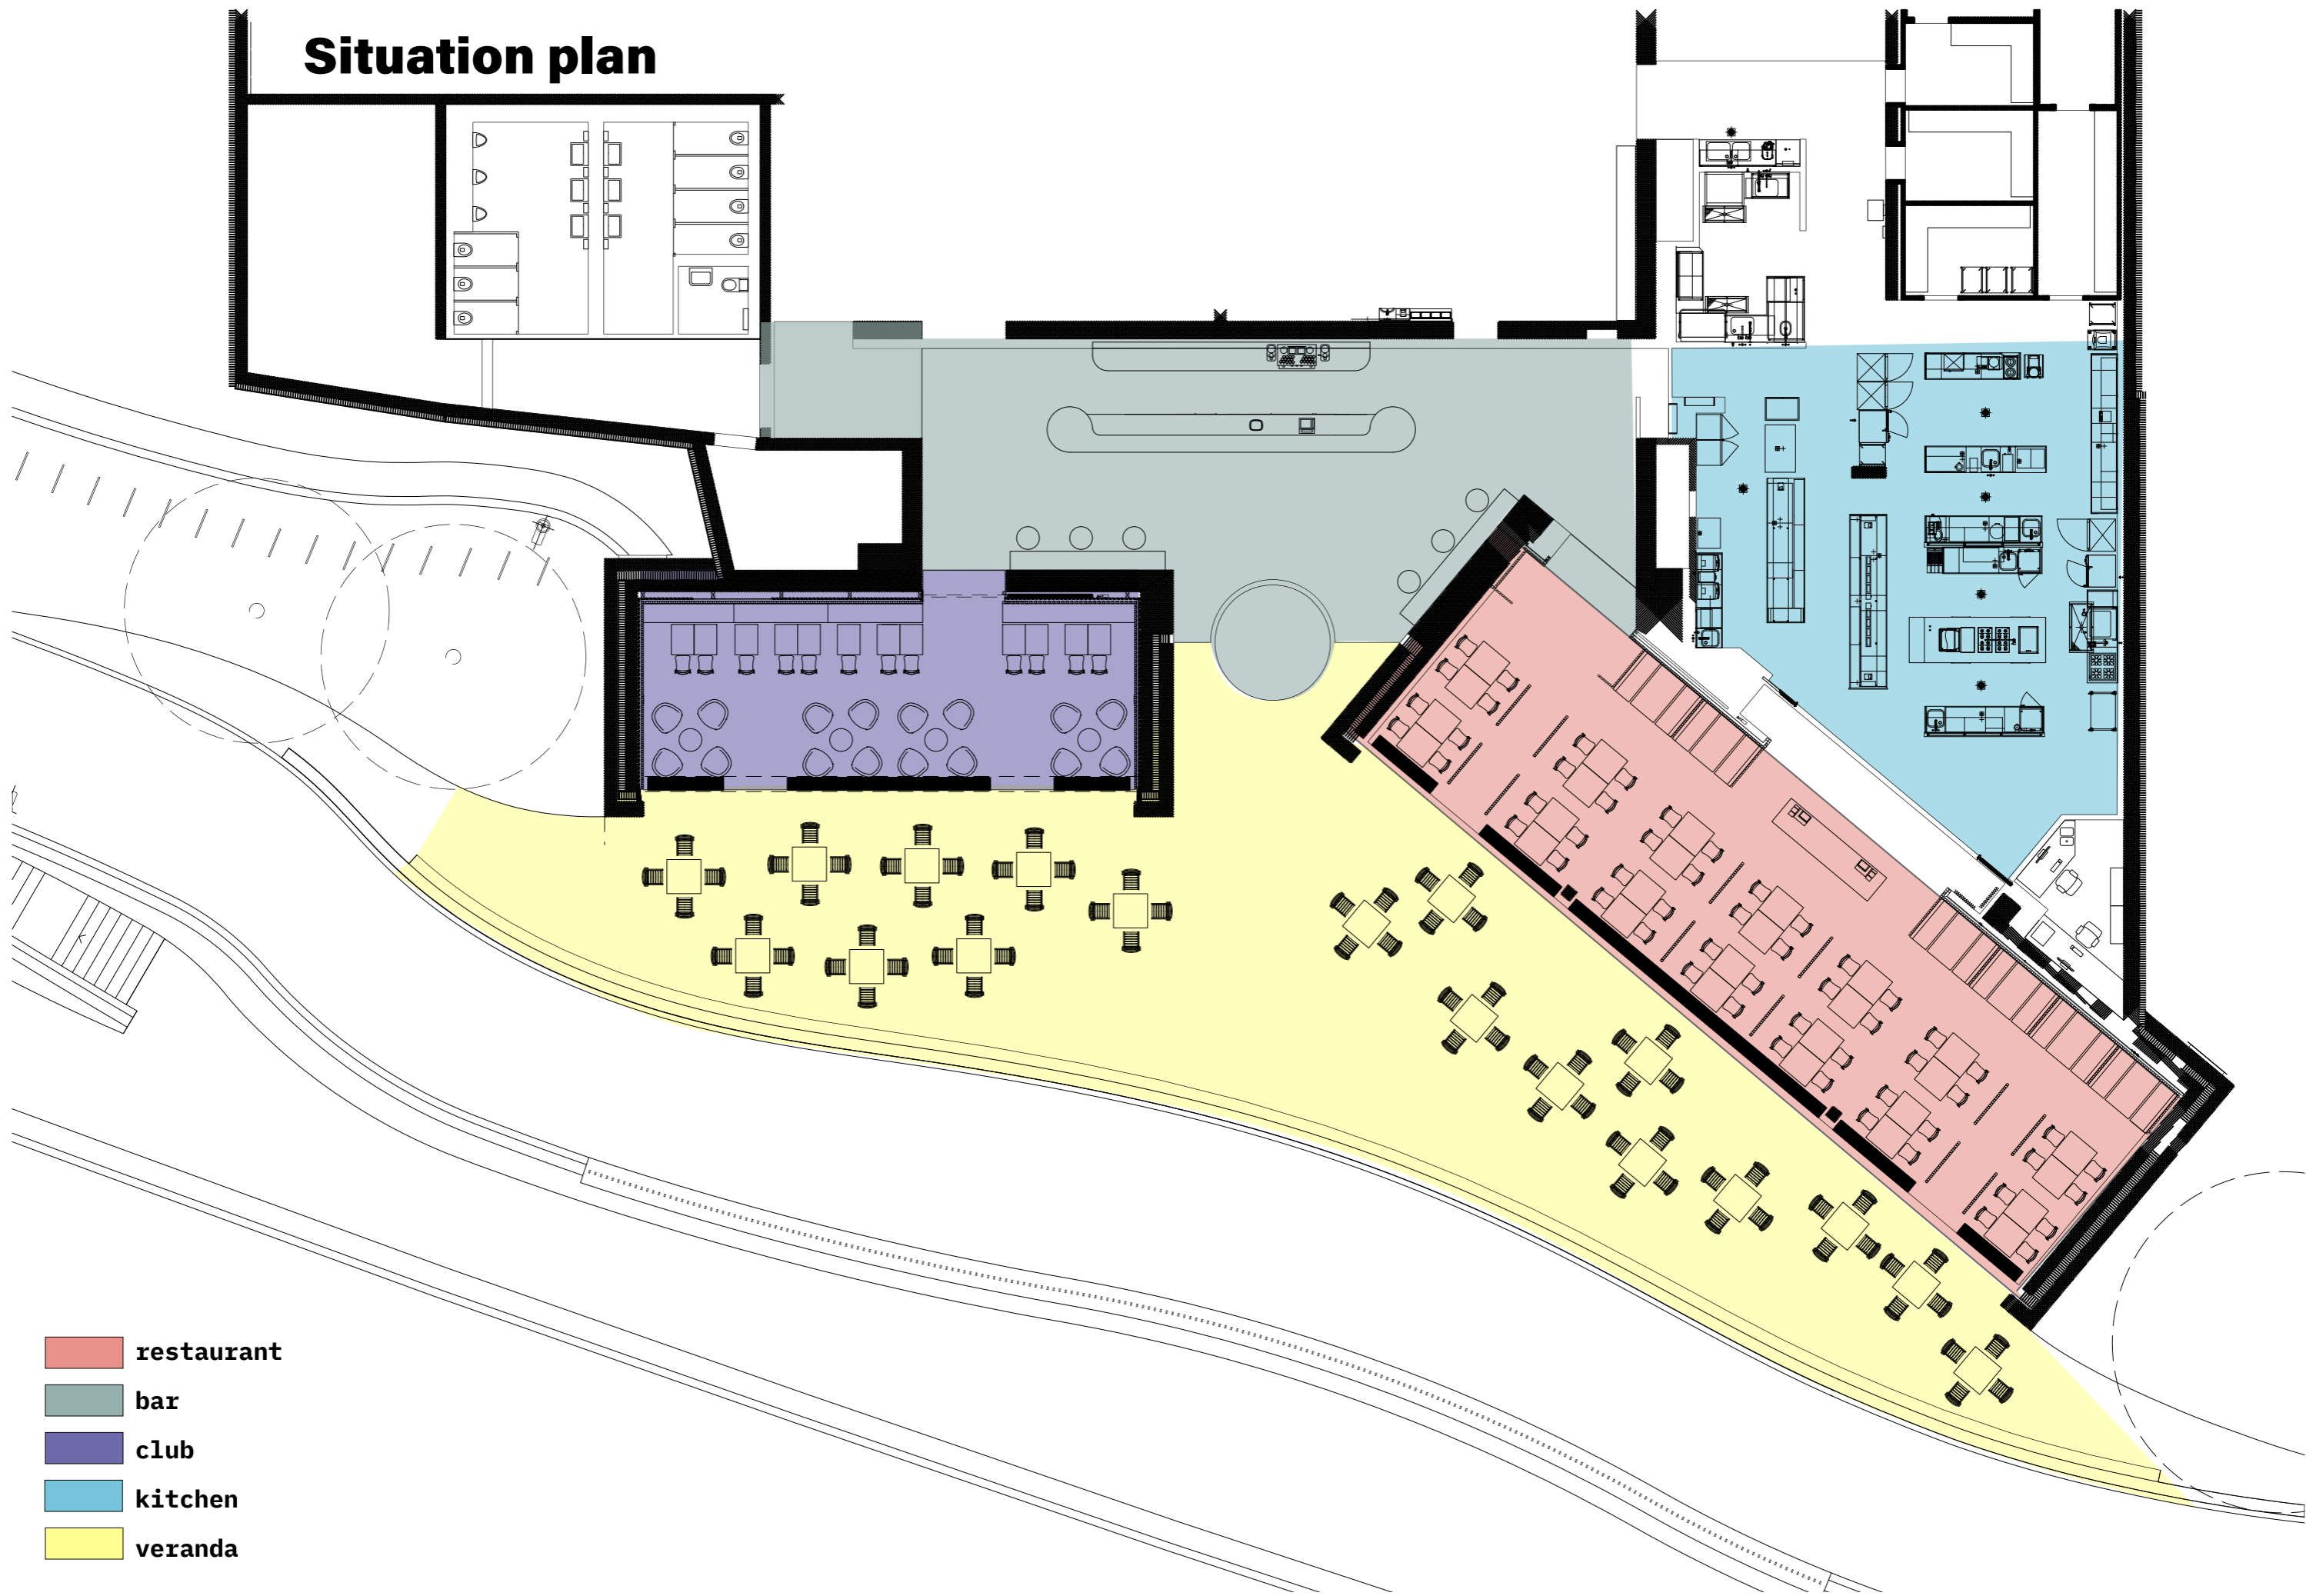 Situation plan
restaurant
bar
club
kitchen
veranda